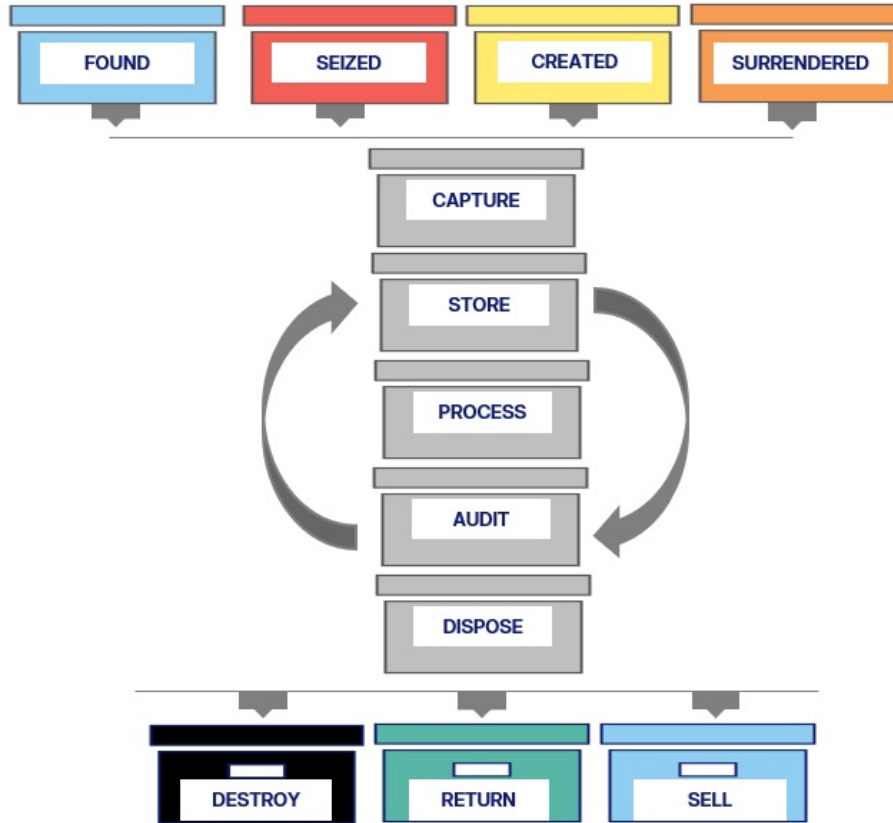 FOUND
SEIZED
CREATED
SURRENDERED
CAPTURE
STORE
PROCESS
AUDIT
DISPOSE
DESTROY
RETURN
SELL